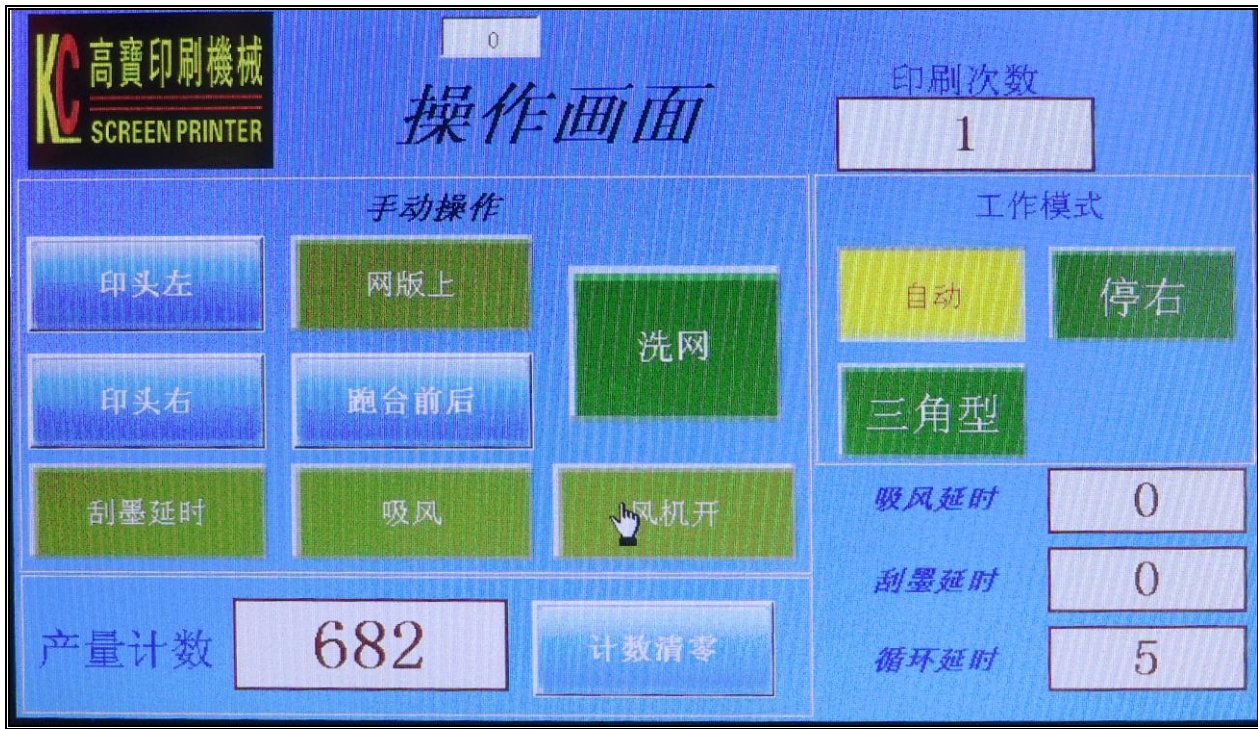 0
KC 高寶印刷機械
SCREEN PRINTER
操作画面
印刷次数
1
手动操作
工作模式
印头左
网版上
洗网
自动
停右
印头右
跑台前后
三角型
刮墨延时
吸风
风机开
吸风延时
0
刮墨延时
0
产量计数
682
计数清零
循环延时
5